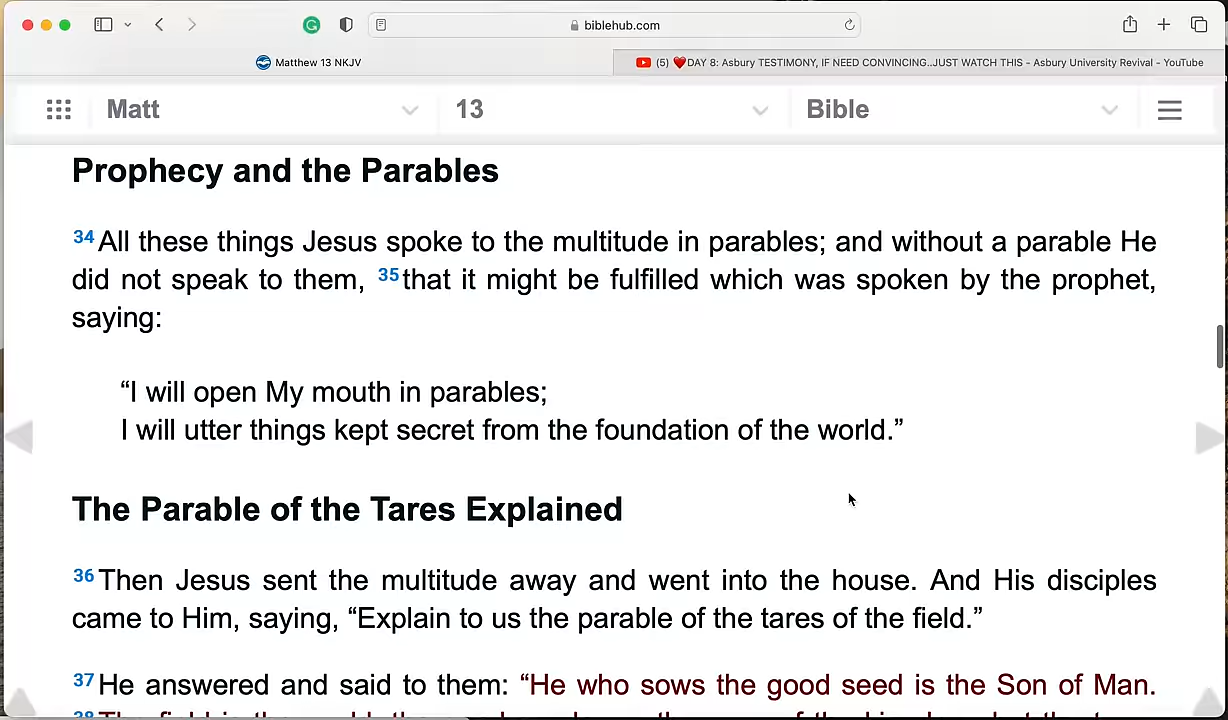 biblehub.com
Matthew 13 NKJV
(5) ❤️DAY 8: Asbury TESTIMONY, IF NEED CONVINCING..JUST WATCH THIS - Asbury University Revival - YouTube
Matt 13 Bible
Prophecy and the Parables
34 All these things Jesus spoke to the multitude in parables; and without a parable He
did not speak to them, 35 that it might be fulfilled which was spoken by the prophet,
saying:
“I will open My mouth in parables;
I will utter things kept secret from the foundation of the world.”
The Parable of the Tares Explained
36 Then Jesus sent the multitude away and went into the house. And His disciples
came to Him, saying, “Explain to us the parable of the tares of the field.”
37 He answered and said to them: “He who sows the good seed is the Son of Man.